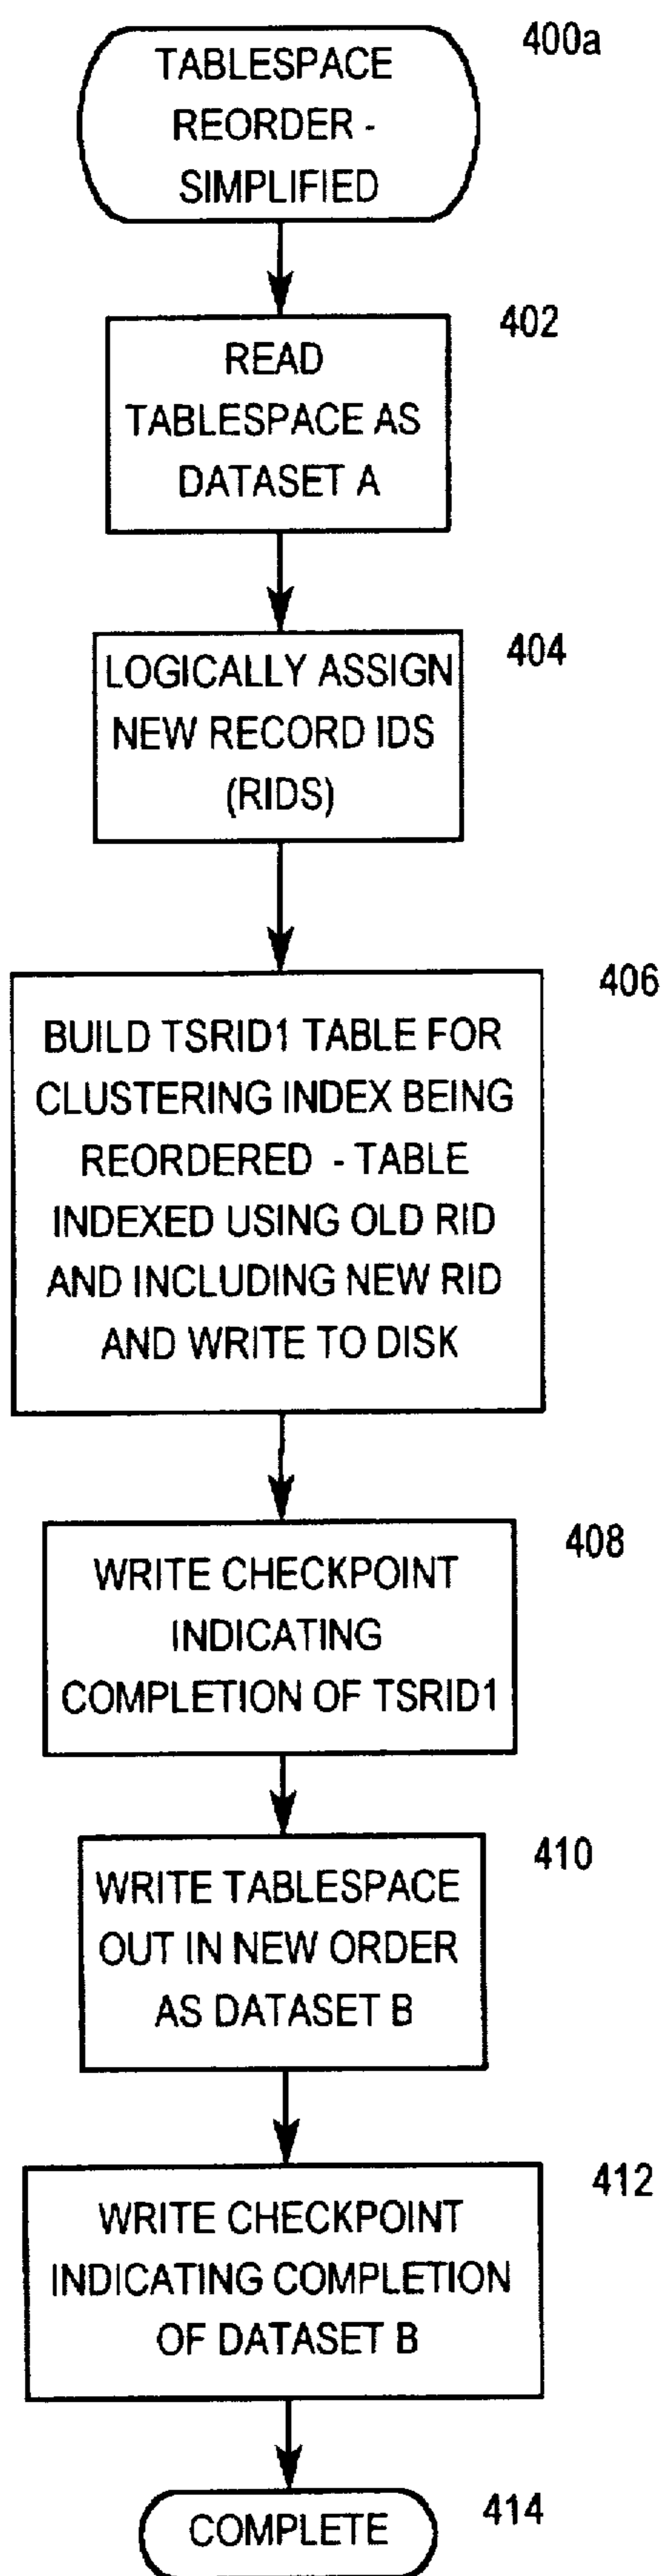 400a
TABLESPACE
REORDER -
SIMPLIFIED
402
READ
TABLESPACE AS
DATASET A
404
LOGICALLY ASSIGN
NEW RECORD IDS
(RIDS)
406
BUILD TSRID1 TABLE FOR
CLUSTERING INDEX BEING
REORDERED - TABLE
INDEXED USING OLD RID
AND INCLUDING NEW RID
AND WRITE TO DISK
408
WRITE CHECKPOINT
INDICATING
COMPLETION OF TSRID1
410
WRITE TABLESPACE
OUT IN NEW ORDER
AS DATASET B
412
WRITE CHECKPOINT
INDICATING COMPLETION
OF DATASET B
414
COMPLETE